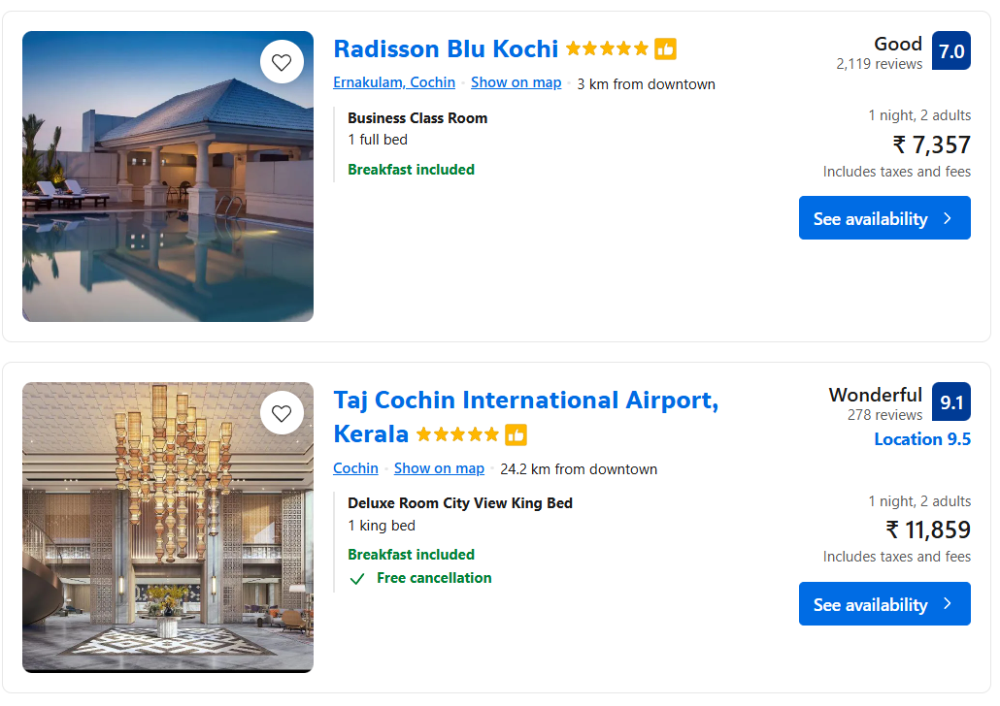 Radisson Blu Kochi
Good
2,119 reviews
7.0
Ernakulam, Cochin
Show on map
3 km from downtown
Business Class Room
1 full bed
Breakfast included
1 night, 2 adults
₹ 7,357
Includes taxes and fees
See availability
Taj Cochin International Airport,
Kerala
Wonderful
278 reviews
9.1
Location 9.5
Cochin
Show on map
24.2 km from downtown
Deluxe Room City View King Bed
1 king bed
Breakfast included
Free cancellation
1 night, 2 adults
₹ 11,859
Includes taxes and fees
See availability